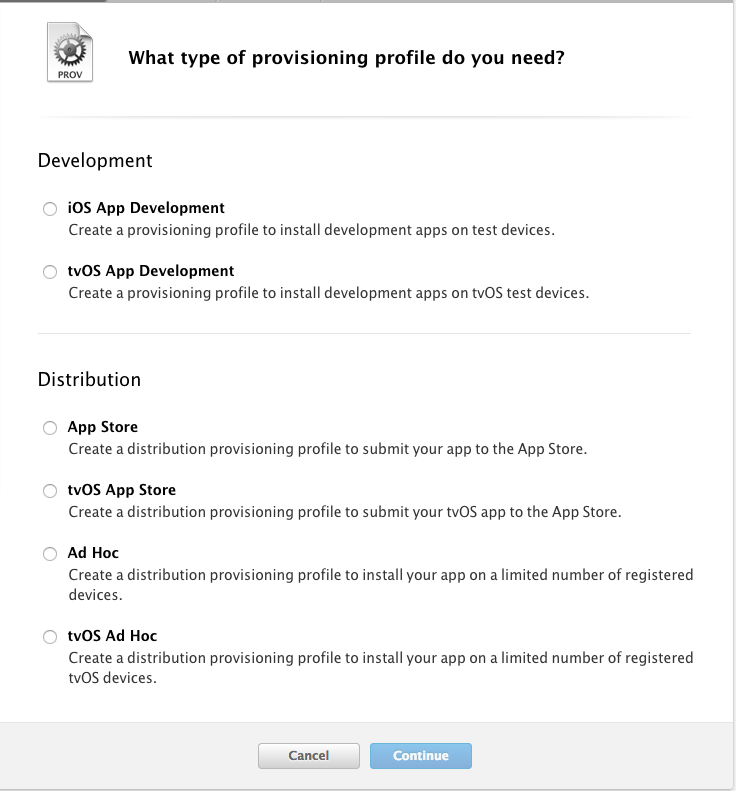 PROV
What type of provisioning profile do you need?
Development
iOS App Development
Create a provisioning profile to install development apps on test devices.
tvOS App Development
Create a provisioning profile to install development apps on tvOS test devices.
Distribution
App Store
Create a distribution provisioning profile to submit your app to the App Store.
tvOS App Store
Create a distribution provisioning profile to submit your tvOS app to the App Store.
Ad Hoc
Create a distribution provisioning profile to install your app on a limited number of registered
devices.
tvOS Ad Hoc
Create a distribution provisioning profile to install your app on a limited number of registered
tvOS devices.
Cancel
Continue